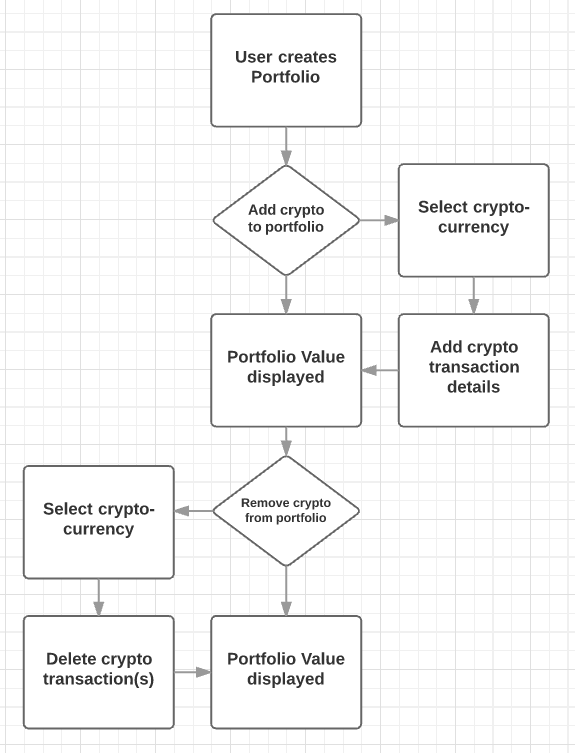 User creates
Portfolio
Add crypto
to portfolio
Select crypto-
currency
Portfolio Value
displayed
Add crypto
transaction
details
Remove crypto
from portfolio
Select crypto-
currency
Delete crypto
transaction(s)
Portfolio Value
displayed